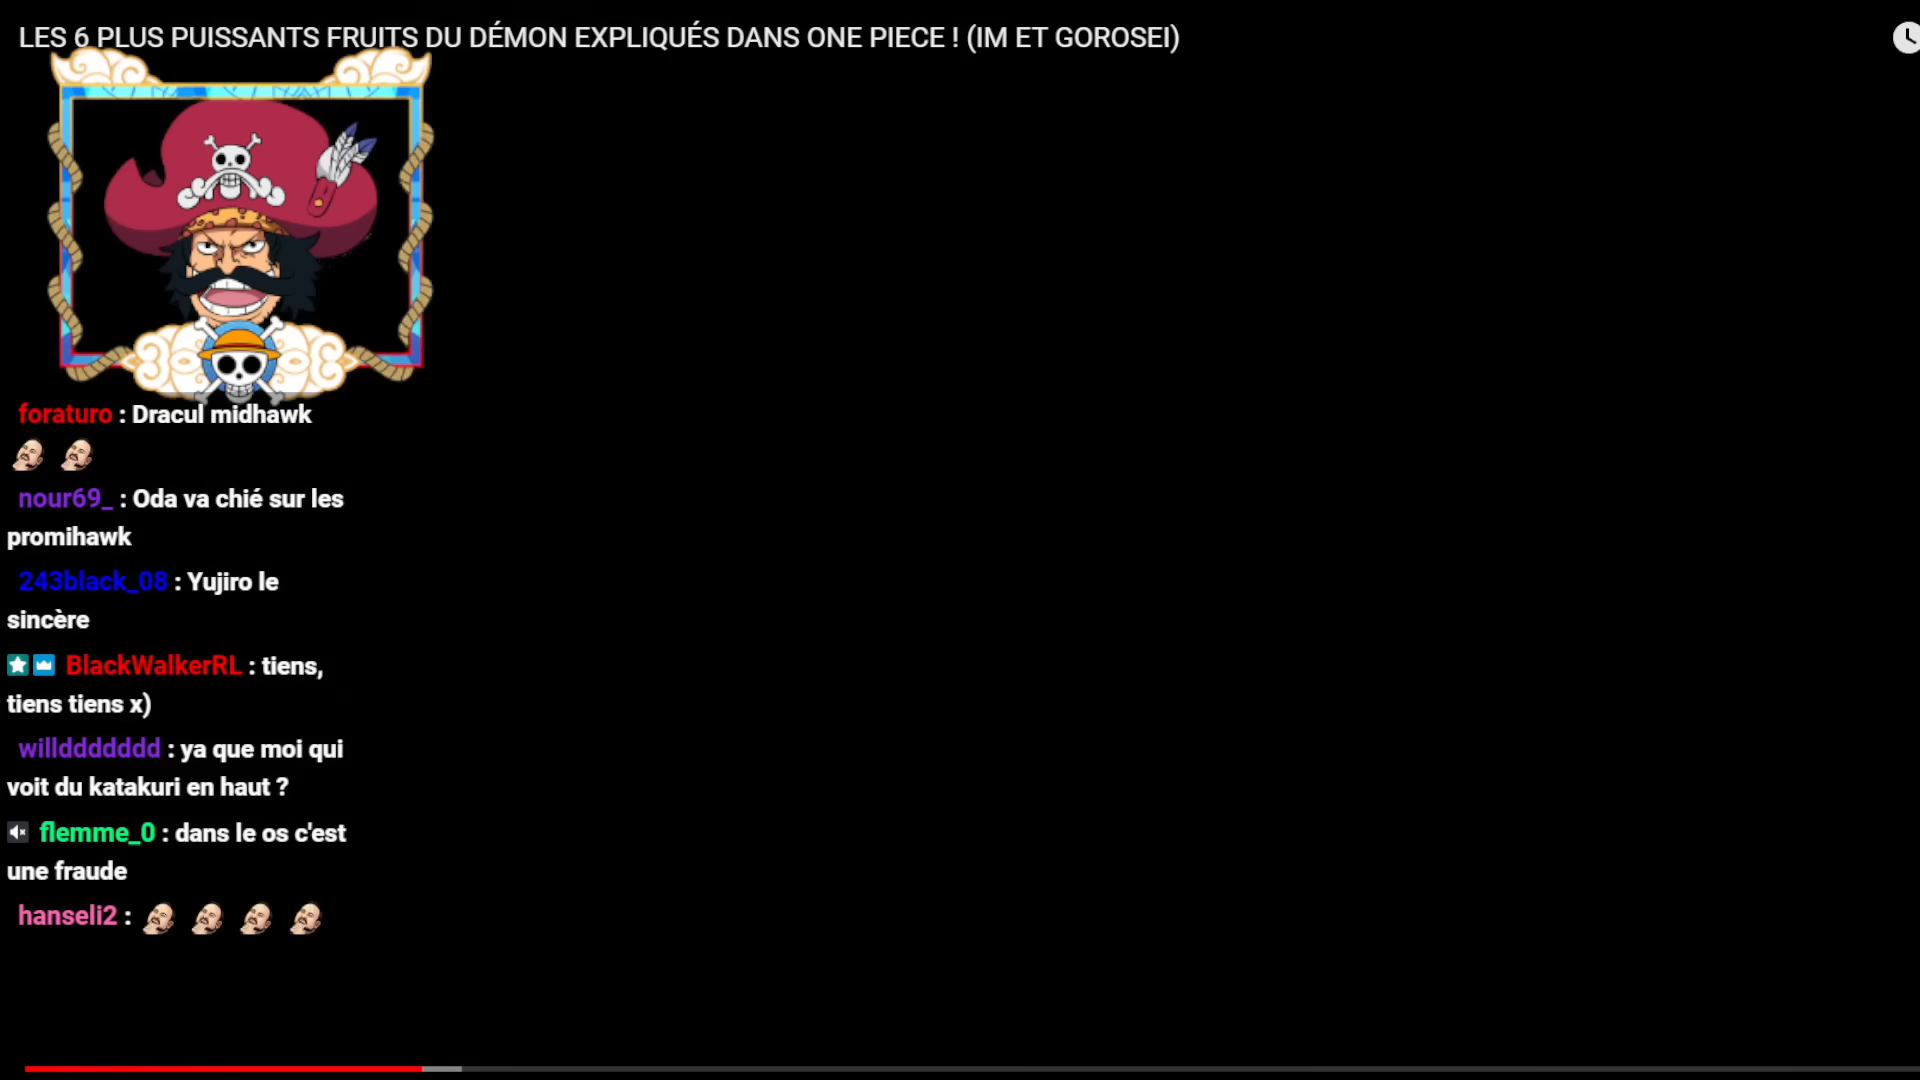 LES 6 PLUS PUISSANTS FRUITS DU DÉMON EXPLIQUÉS DANS ONE PIECE ! (IM ET GOROSEI)
foraturo : Dracul midhawk
nour69_ : Oda va chié sur les
promihawk
243black_08 : Yujiro le
sincère
BlackWalkerRL : tiens,
tiens tiens x)
willddddddd : ya que moi qui
voit du katakuri en haut ?
flemme_0 : dans le os c'est
une fraude
hanseli2 :